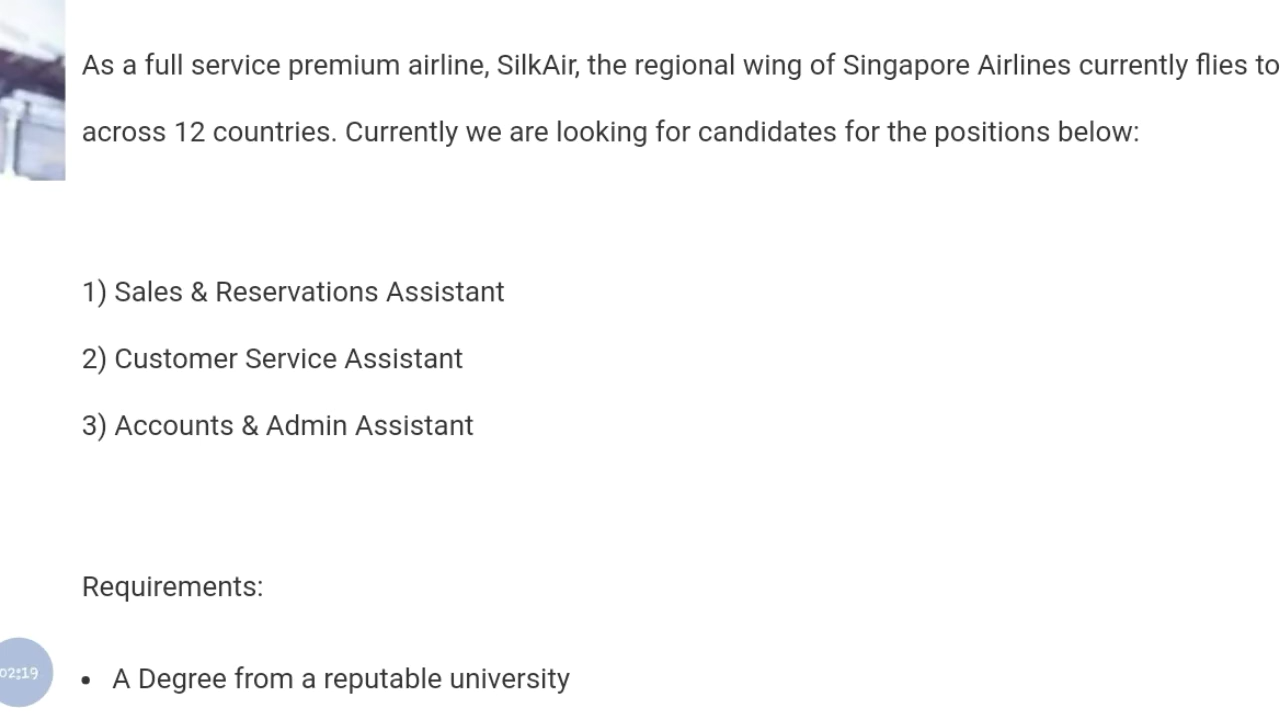 As a full service premium airline, SilkAir, the regional wing of Singapore Airlines currently flies to
across 12 countries. Currently we are looking for candidates for the positions below:
1) Sales & Reservations Assistant
2) Customer Service Assistant
3) Accounts & Admin Assistant
Requirements:
02:19
• A Degree from a reputable university